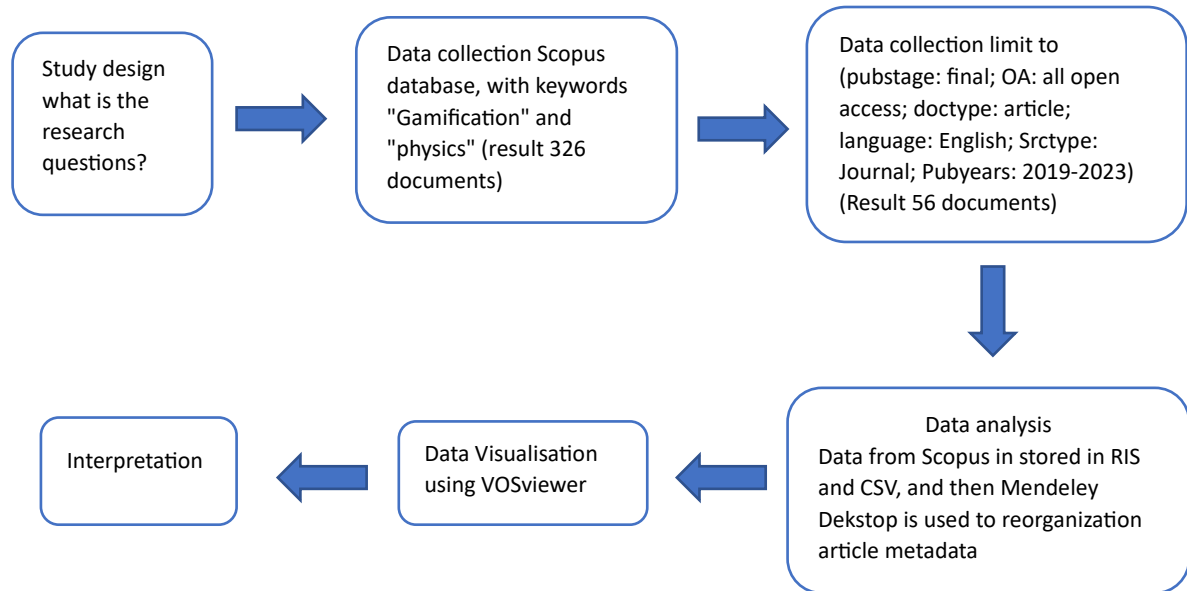 Study design
what is the
research
questions?
Data collection Scopus
database, with keywords
"Gamification" and
"physics" (result 326
documents)
Data collection limit to
(pubstage: final; OA: all open
access; doctype: article;
language: English; Srctype:
Journal; Pubyears: 2019-2023)
(Result 56 documents)
Data analysis
Data from Scopus in stored in RIS
and CSV, and then Mendeley
Dekstop is used to reorganization
article metadata
Data Visualisation
using VOSviewer
Interpretation